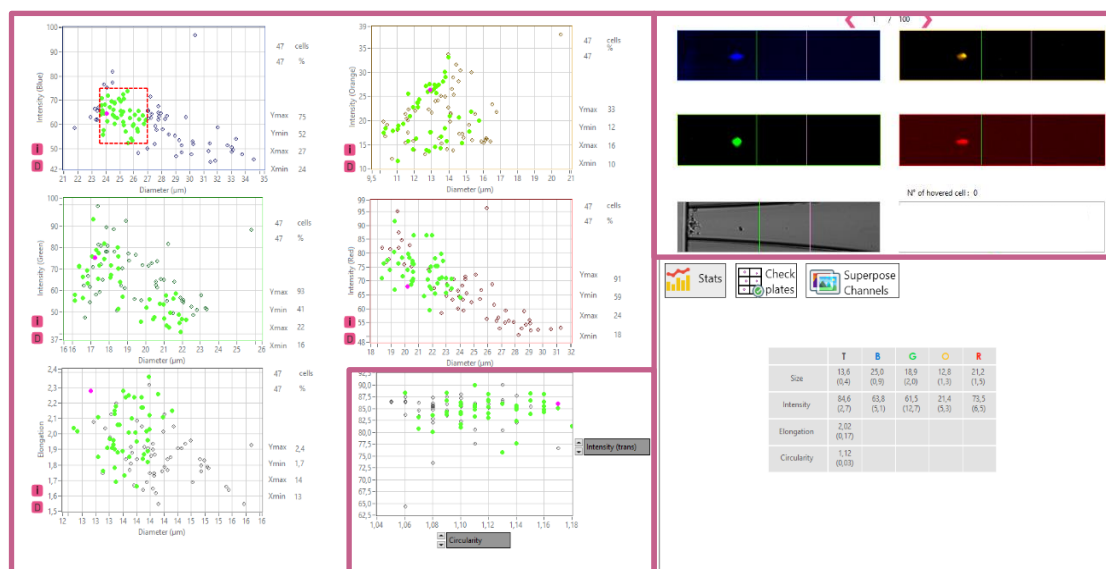 100
90
80
70
60
50
42
Intensity (Blue)
21 22 23 24 25 26 27 28 29 30 31 32 33 34 35
Diameter (µm)
I
D
47 cells
47 %
Ymax 75
Ymin 52
Xmax 27
Xmin 24
39
35
30
25
20
15
10
Intensity (Orange)
9,5 11 12 13 14 15 16 17 18 19 20 21
Diameter (µm)
I
D
47 cells
47 %
Ymax 33
Ymin 12
Xmax 16
Xmin 10
98
90
80
70
60
50
37
Intensity (Green)
16 16 17 18 19 20 21 22 23 24 25 26 26
Diameter (µm)
I
D
47 cells
47 %
Ymax 93
Ymin 41
Xmax 22
Xmin 16
99
95
90
85
80
75
70
65
60
55
48
Intensity (Red)
18 19 20 21 22 23 24 25 26 27 28 29 30 31 32
Diameter (µm)
I
D
47 cells
47 %
Ymax 91
Ymin 59
Xmax 24
Xmin 18
2,4
2,3
2,2
2,1
2,0
1,9
1,8
1,7
1,6
1,5
Elongation
12 13 13 14 14 14 14 14 15 15 16 16
Diameter (µm)
I
D
47 cells
47 %
Ymax 2,4
Ymin 1,7
Xmax 14
Xmin 13
92,5
90,0
87,5
85,0
82,5
80,0
77,5
75,0
72,5
70,0
67,5
65,0
62,5
1,04 1,06 1,08 1,10 1,12 1,14 1,16 1,18
Intensity (trans)
Circularity
1 / 100
N° of hovered cell : 0
Stats
Check plates
Superpose Channels
T B G O R
Size 13,6 (0,4) 25,0 (0,9) 18,9 (2,0) 12,8 (1,3) 21,2 (1,5)
Intensity 84,6 (2,7) 63,8 (5,1) 61,5 (12,7) 21,4 (5,3) 73,5 (6,5)
Elongation 2,02 (0,17)
Circularity 1,12 (0,03)